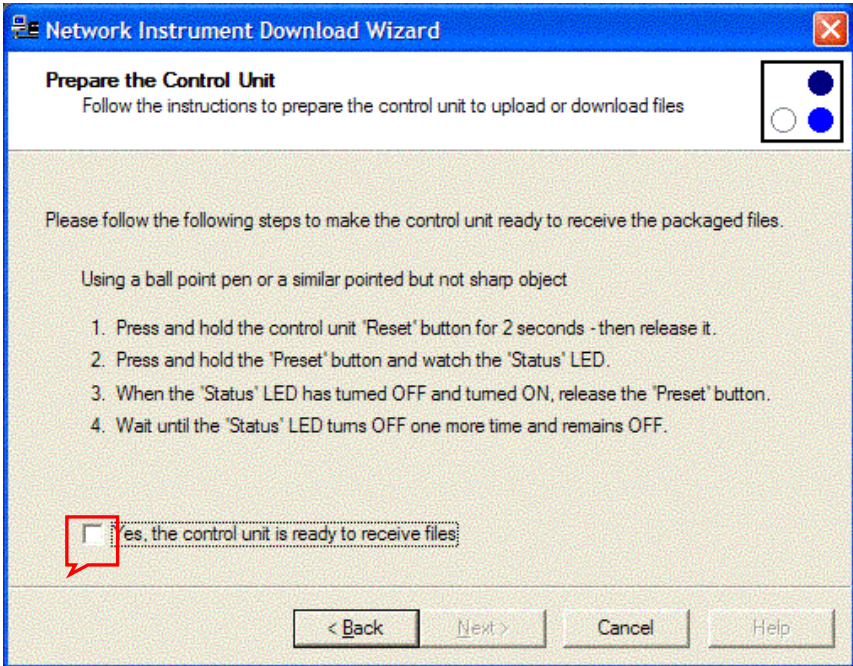 Network Instrument Download Wizard
Prepare the Control Unit
Follow the instructions to prepare the control unit to upload or download files
Please follow the following steps to make the control unit ready to receive the packaged files.
Using a ball point pen or a similar pointed but not sharp object
1. Press and hold the control unit 'Reset' button for 2 seconds - then release it.
2. Press and hold the 'Preset' button and watch the 'Status' LED.
3. When the 'Status' LED has turned OFF and turned ON, release the 'Preset' button.
4. Wait until the 'Status' LED turns OFF one more time and remains OFF.
Yes, the control unit is ready to receive files
< Back Next > Cancel Help